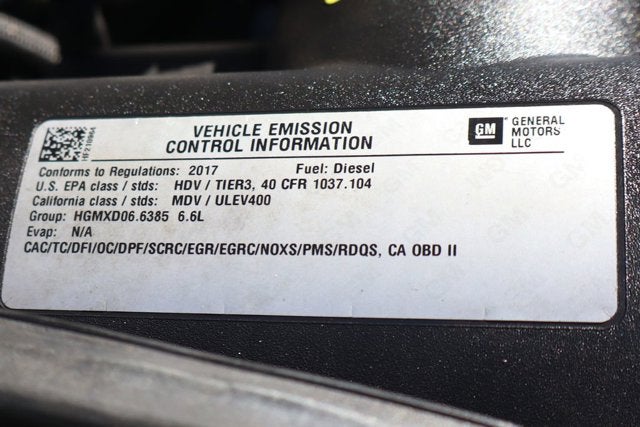 VEHICLE EMISSION
CONTROL INFORMATION
GM GENERAL
MOTORS
LLC
Conforms to Regulations: 2017 Fuel: Diesel
U.S. EPA class / stds: HDV / TIER3, 40 CFR 1037.104
California class / stds: MDV / ULEV400
Group: HGMXD06.6385 6.6L
Evap: N/A
CAC/TC/DFI/OC/DPF/SCRC/EGR/EGRC/NOXS/PMS/RDQS, CA OBD II